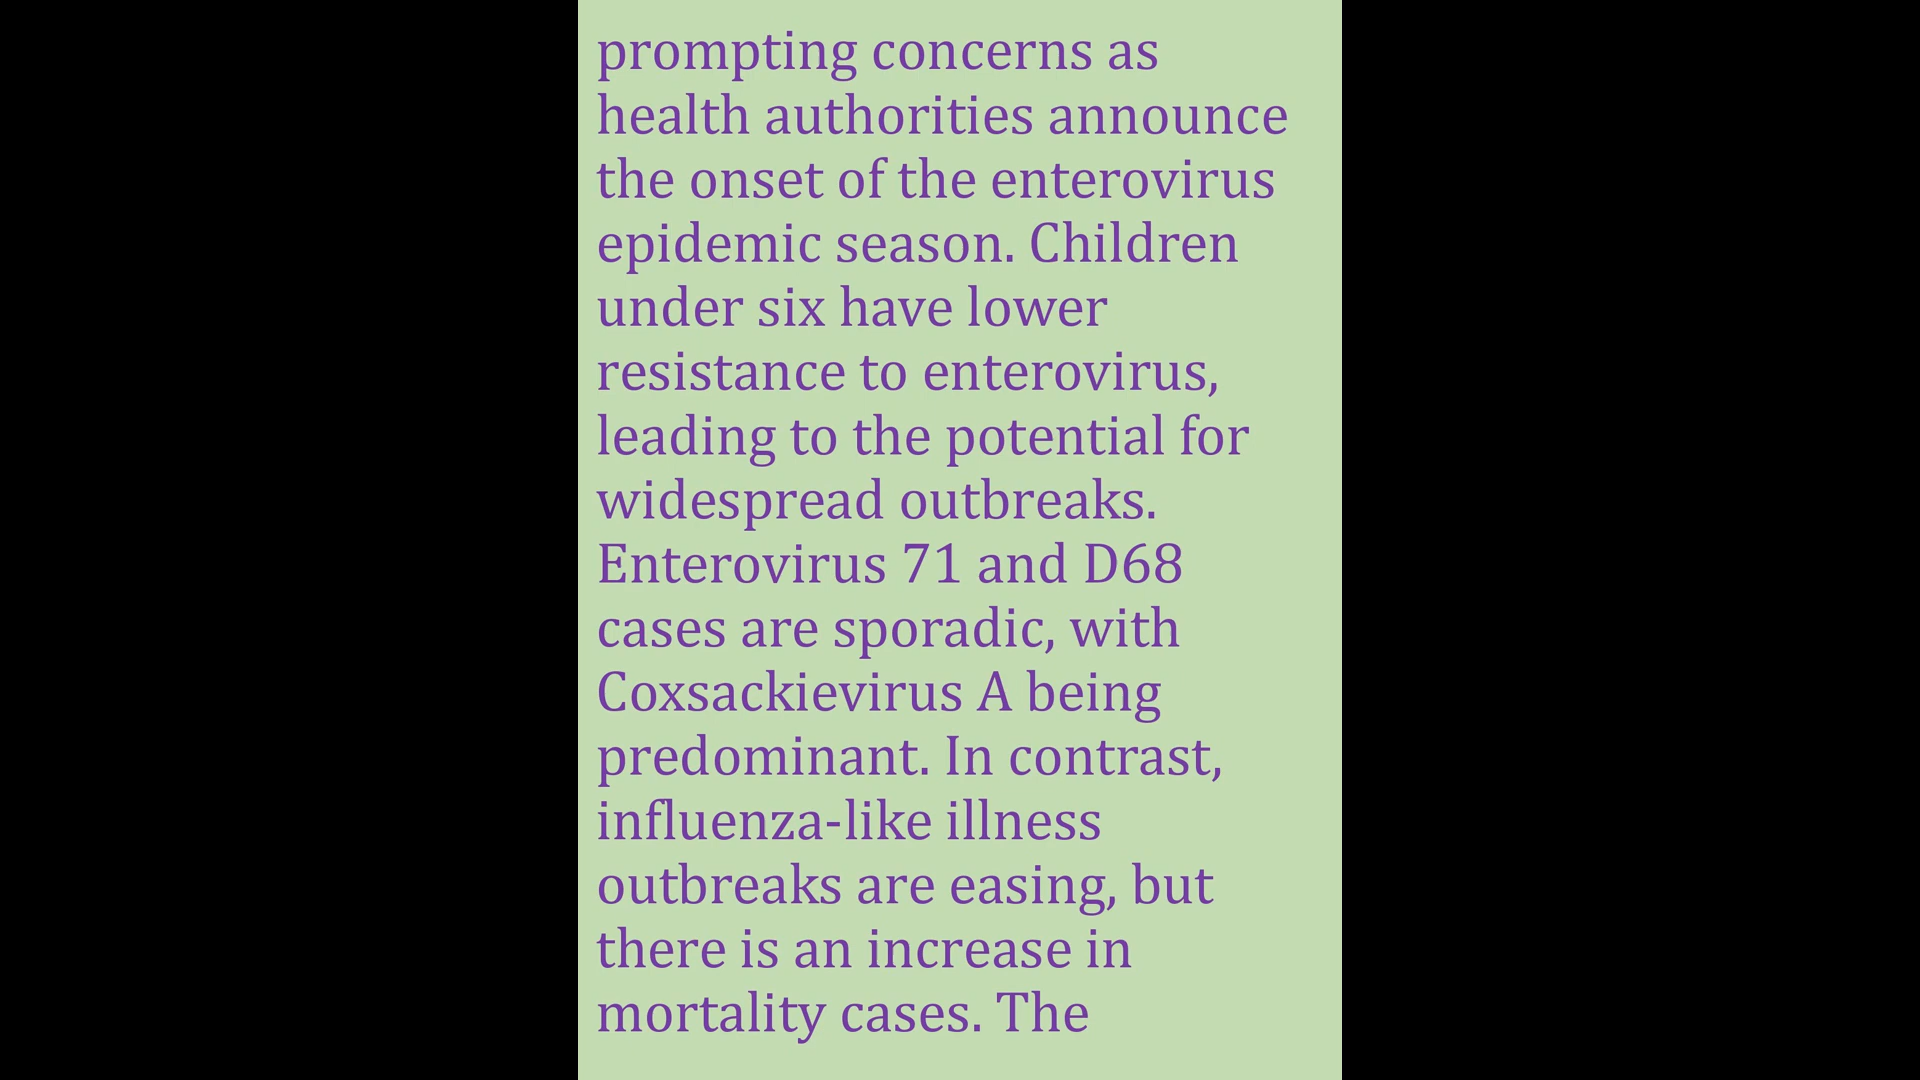 prompting concerns as
health authorities announce
the onset of the enterovirus
epidemic season. Children
under six have lower
resistance to enterovirus,
leading to the potential for
widespread outbreaks.
Enterovirus 71 and D68
cases are sporadic, with
Coxsackievirus A being
predominant. In contrast,
influenza-like illness
outbreaks are easing, but
there is an increase in
mortality cases. The